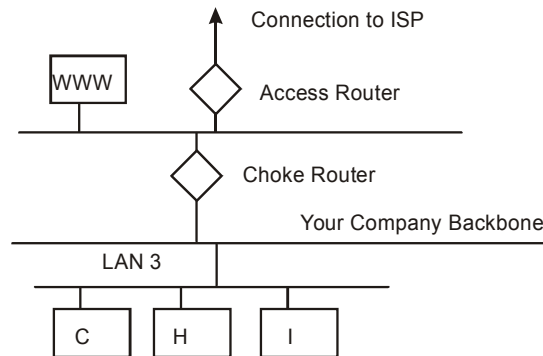 Connection to ISP
WWW
Access Router
Choke Router
Your Company Backbone
LAN 3
C
H
I